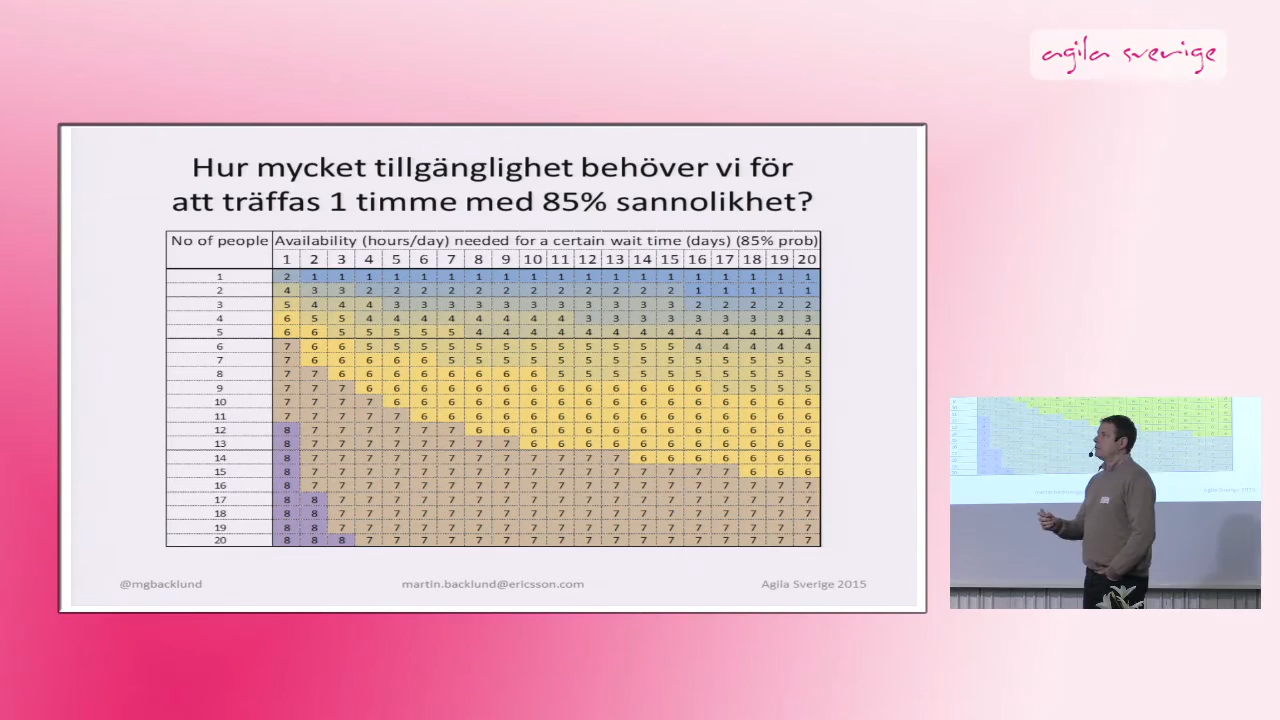 agila sverige
Hur mycket tillgänglighet behöver vi för
att träffas 1 timme med 85% sannolikhet?
No of people Availability (hours/day) needed for a certain wait time (days) (85% prob)
1 2 3 4 5 6 7 8 9 10 11 12 13 14 15 16 17 18 19 20
1 2 1 1 1 1 1 1 1 1 1 1 1 1 1 1 1 1 1 1 1
2 4 3 3 2 2 2 2 2 2 2 2 2 2 2 2 1 1 1 1 1
3 5 4 4 4 3 3 3 3 3 3 3 3 3 3 3 2 2 2 2 2
4 6 5 5 4 4 4 4 4 4 4 4 3 3 3 3 3 3 3 3 3
5 6 6 5 5 5 5 5 4 4 4 4 4 4 4 4 4 4 4 4 4
6 7 6 6 5 5 5 5 5 5 5 5 5 5 5 5 4 4 4 4 4
7 7 6 6 6 6 6 5 5 5 5 5 5 5 5 5 5 5 5 5 5
8 7 7 6 6 6 6 6 6 6 6 5 5 5 5 5 5 5 5 5 5
9 7 7 7 6 6 6 6 6 6 6 6 6 6 6 6 6 5 5 5 5
10 7 7 7 7 6 6 6 6 6 6 6 6 6 6 6 6 6 6 6 6
11 7 7 7 7 7 6 6 6 6 6 6 6 6 6 6 6 6 6 6 6
12 8 7 7 7 7 7 7 6 6 6 6 6 6 6 6 6 6 6 6 6
13 8 7 7 7 7 7 7 7 7 6 6 6 6 6 6 6 6 6 6 6
14 8 7 7 7 7 7 7 7 7 7 7 7 7 6 6 6 6 6 6 6
15 8 7 7 7 7 7 7 7 7 7 7 7 7 7 7 7 7 6 6 6
16 8 7 7 7 7 7 7 7 7 7 7 7 7 7 7 7 7 7 7 7
17 8 8 7 7 7 7 7 7 7 7 7 7 7 7 7 7 7 7 7 7
18 8 8 7 7 7 7 7 7 7 7 7 7 7 7 7 7 7 7 7 7
19 8 8 7 7 7 7 7 7 7 7 7 7 7 7 7 7 7 7 7 7
20 8 8 8 7 7 7 7 7 7 7 7 7 7 7 7 7 7 7 7 7
@mgbacklund martin.backlund@ericsson.com Agila Sverige 2015
Agila Sverige 2015